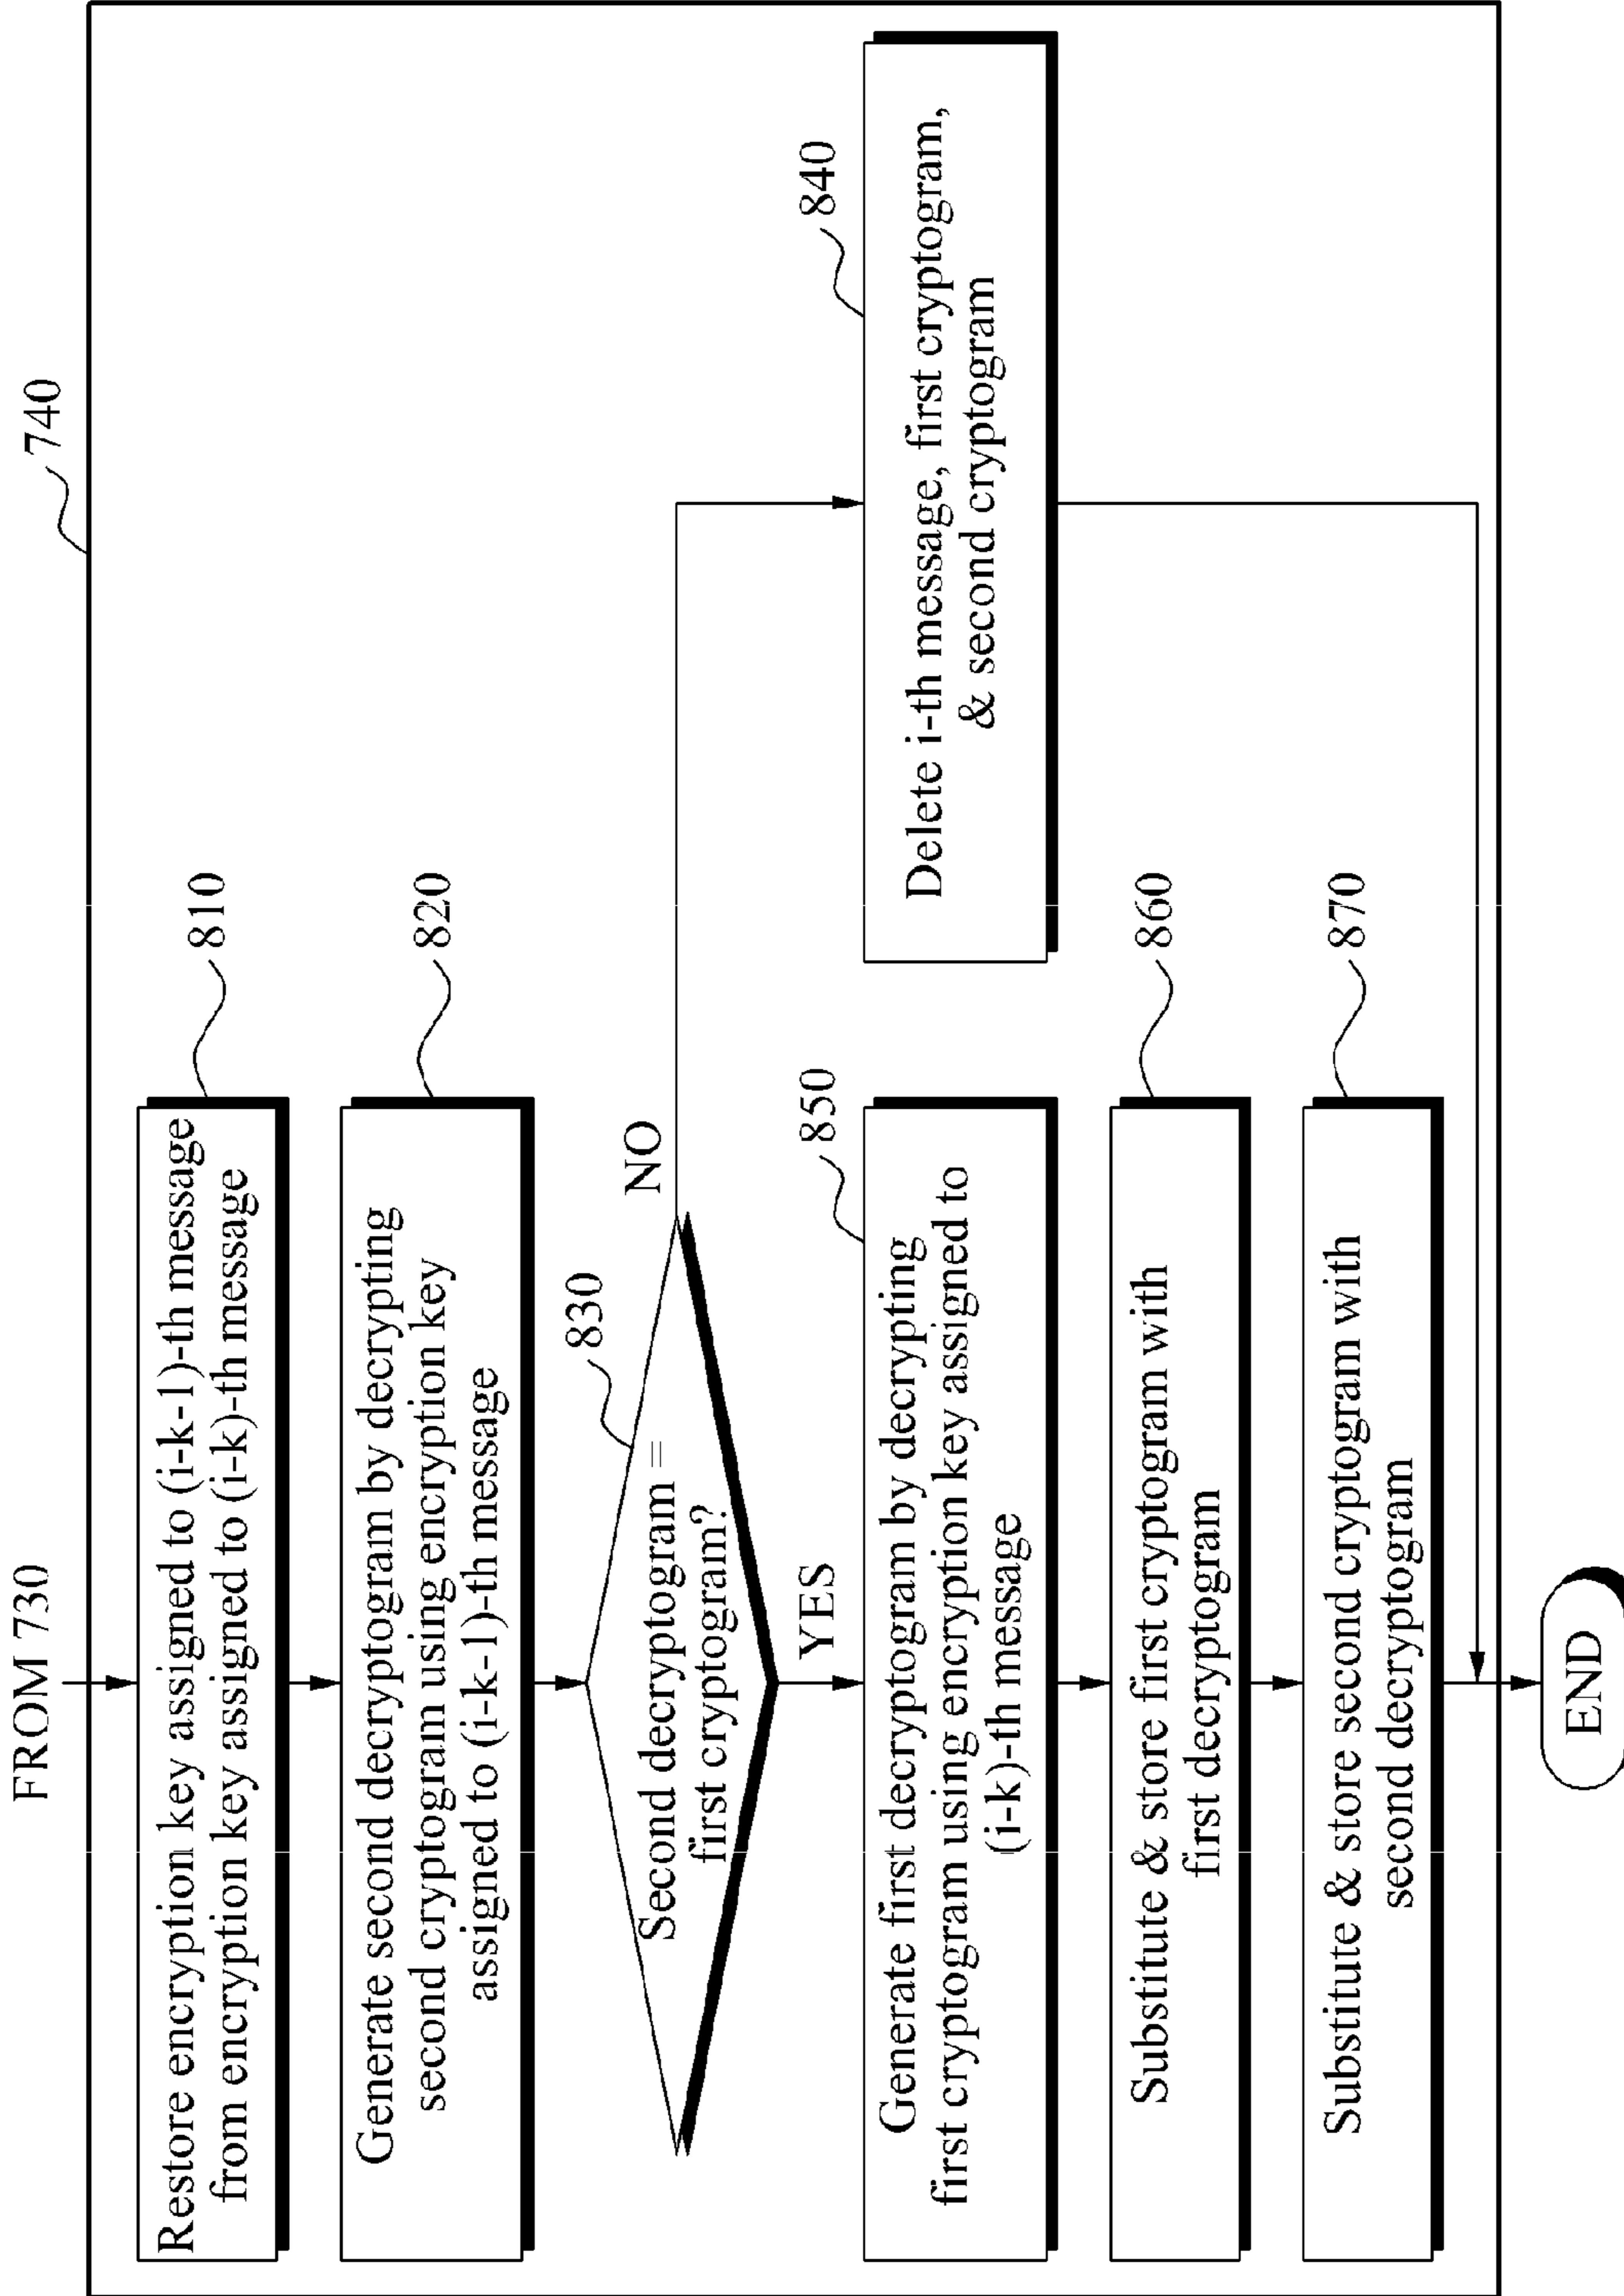 740
FROM 730
810
Restore encryption key assigned to (i-k-1)-th message
from encryption key assigned to (i-k)-th message
820
Generate second decryptogram by decrypting
second cryptogram using encryption key
assigned to (i-k-1)-th message
830
Second decryptogram =
first cryptogram?
NO
YES
840
Delete i-th message, first cryptogram,
& second cryptogram
850
Generate first decryptogram by decrypting
first cryptogram using encryption key assigned to
(i-k)-th message
860
Substitute & store first cryptogram with
first decryptogram
870
Substitute & store second cryptogram with
second decryptogram
END